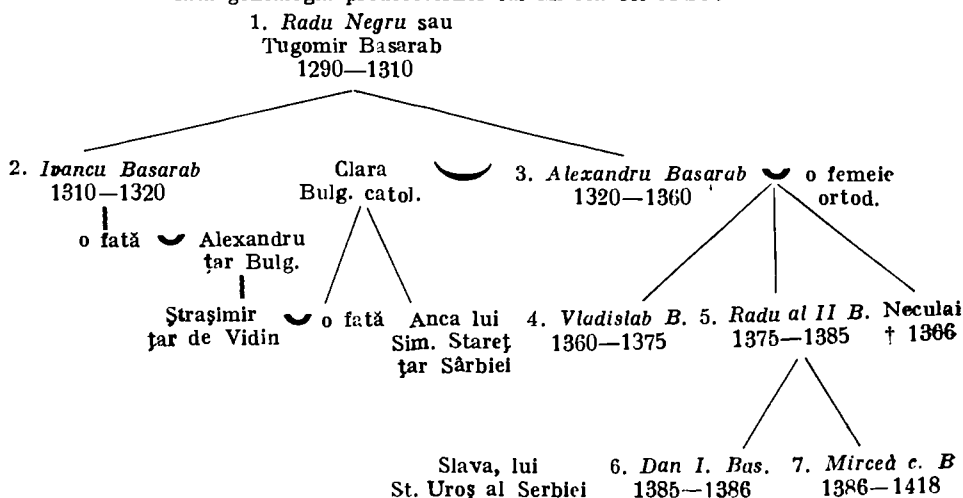 1. Radu Negru sau
Tugomir Basarab
1290—1310
2. Ivancu Basarab
1310—1320
Clara
Bulg. catol.
3. Alexandru Basarab
1320—1360
o femeie
ortod.
o fată
Alexandru
țar Bulg.
Ștrașimir
țar de Vidin
o fată
Anca lui
Sim. Stareț
țar Sârbiei
4. Vladislab B.
1360—1375
5. Radu al II B.
1375—1385
Neculai
† 1366
Slava, lui
St. Uroș al Serbiei
6. Dan I. Bas.
1385—1386
7. Mircea c. B
1386—1418